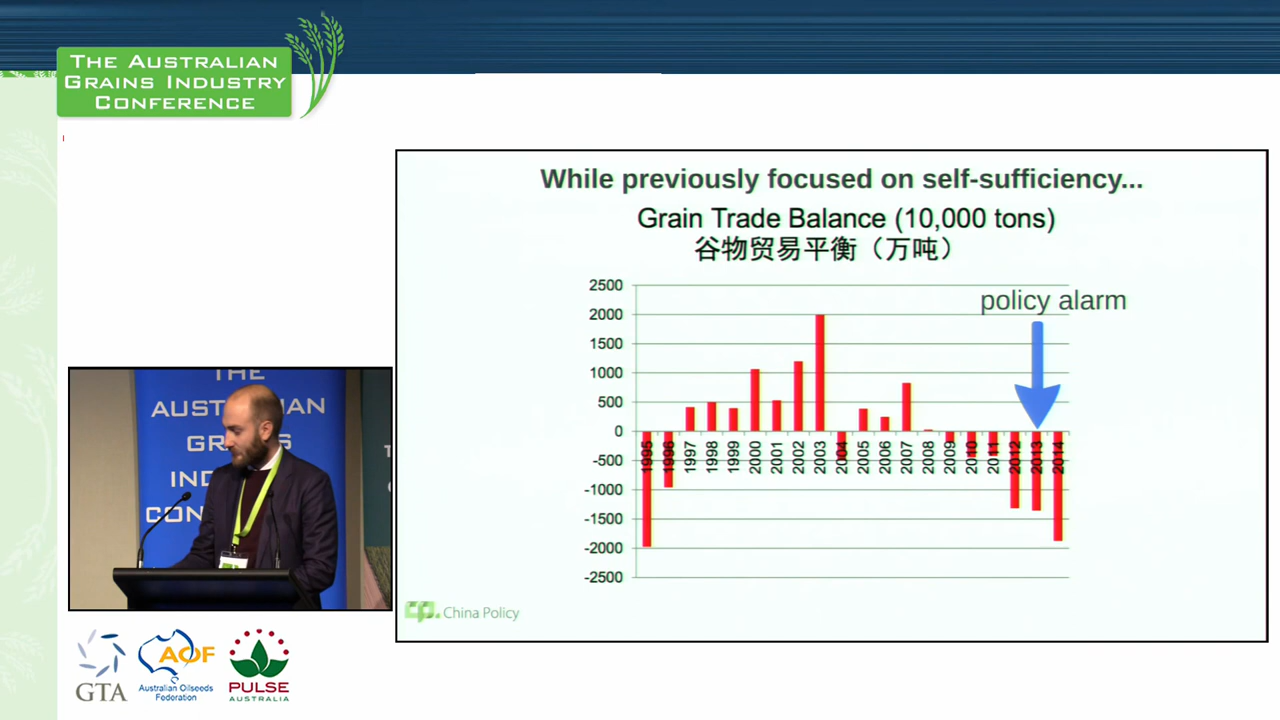 THE AUSTRALIAN
GRAINS INDUSTRY
CONFERENCE
While previously focused on self-sufficiency...
Grain Trade Balance (10,000 tons)
谷物贸易平衡（万吨）
policy alarm
2500
2000
1500
1000
500
0
-500
-1000
-1500
-2000
-2500
1995 1996 1997 1998 1999 2000 2001 2002 2003 2004 2005 2006 2007 2008 2009 2010 2011 2012 2013 2014
cp. China Policy
THE
AUSTRALIAN
GTA
AOF
Australian Oilseeds
Federation
PULSE
AUSTRALIA